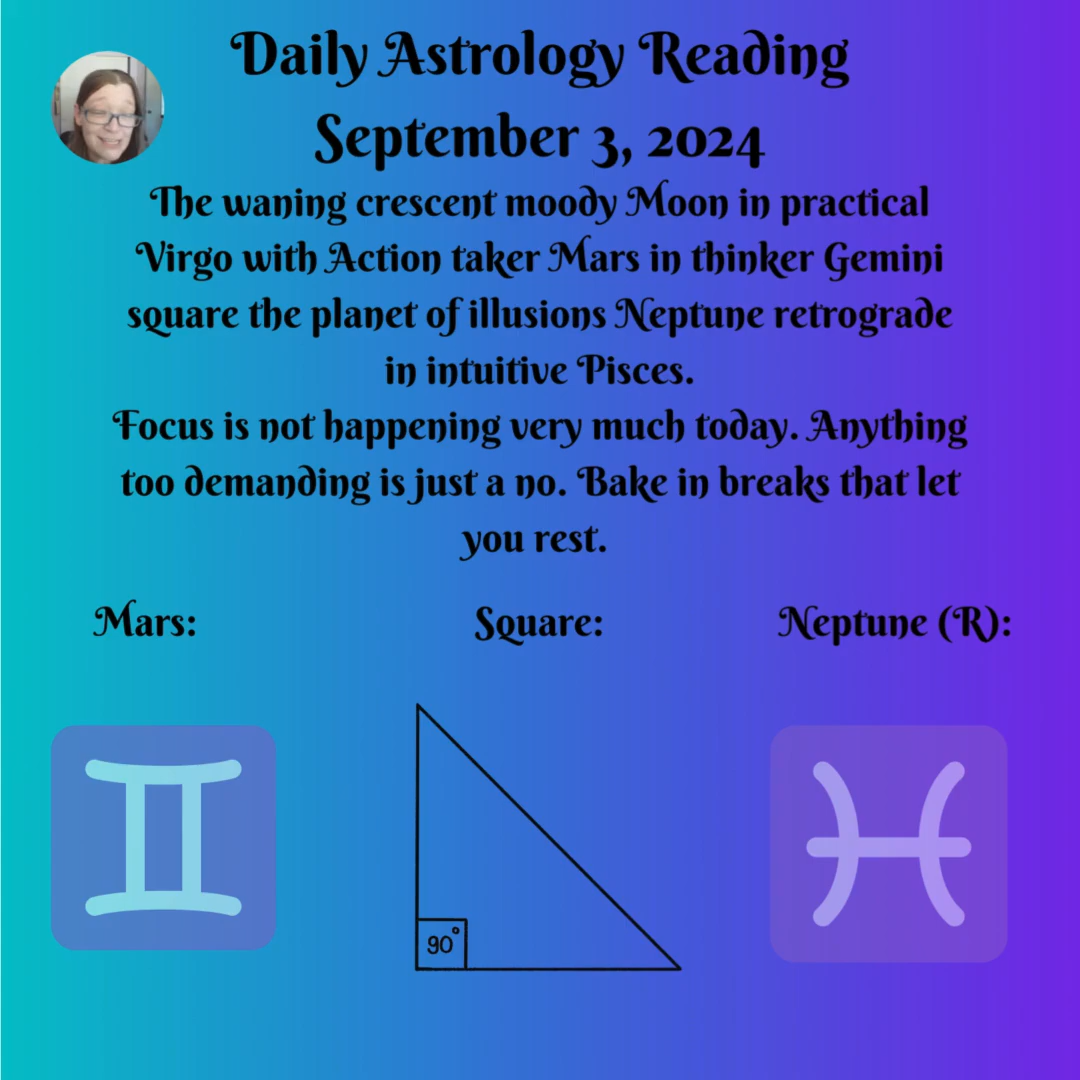 Daily Astrology Reading
September 3, 2024
The waning crescent moody Moon in practical
Virgo with Action taker Mars in thinker Gemini
square the planet of illusions Neptune retrograde
in intuitive Pisces.
Focus is not happening very much today. Anything
too demanding is just a no. Bake in breaks that let
you rest.
Mars:
Square:
Neptune (R):
90°